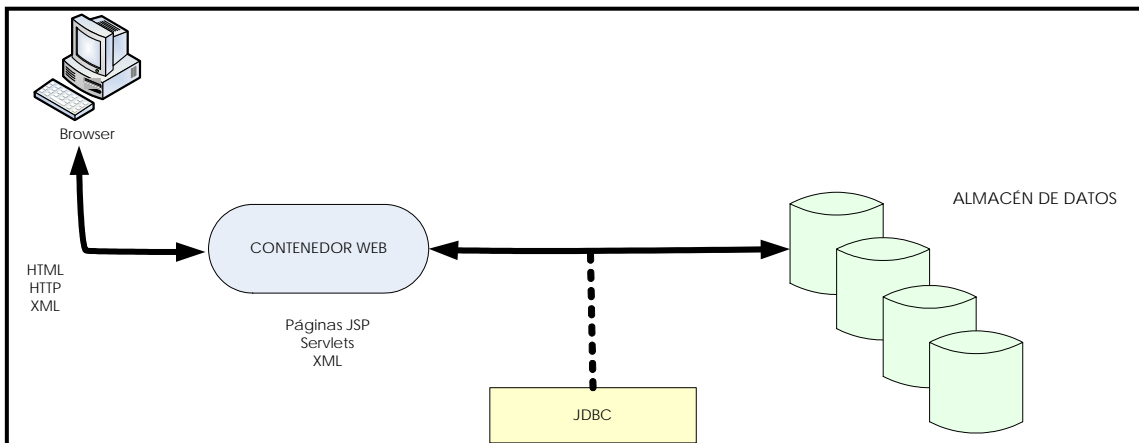 Browser
ALMACÉN DE DATOS
CONTENEDOR WEB
HTML
HTTP
XML
Páginas JSP
Servlets
XML
JDBC